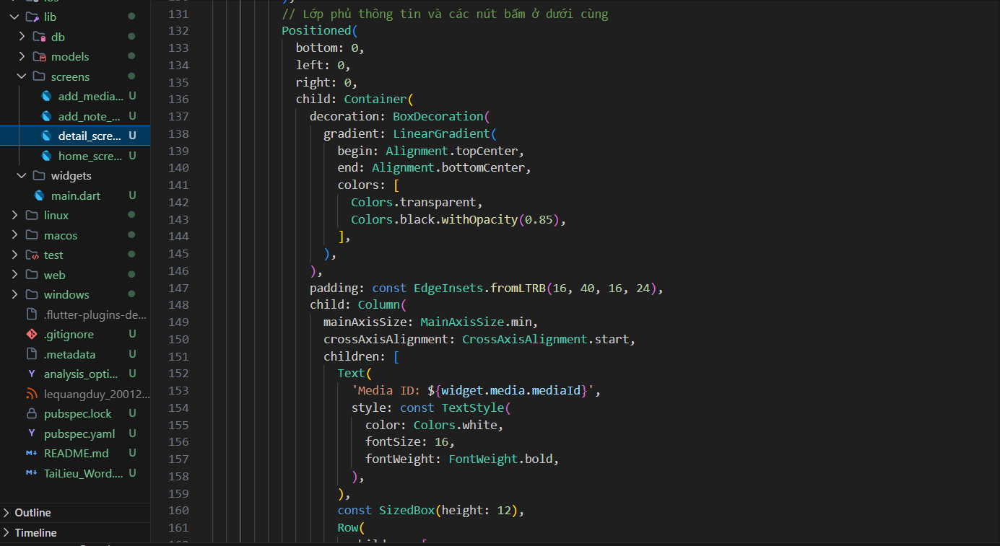 lib
db
models
screens
add_media... U
add_note_... U
detail_scre... U
home_scre... U
widgets
main.dart U
linux
macos
test
web
windows
.flutter-plugins-de...
.gitignore U
.metadata U
analysis_opti... U
lequangduy_20012...
pubspec.lock U
pubspec.yaml U
README.md U
TaiLieu_Word.... U
Outline
Timeline
131 // Lớp phủ thông tin và các nút bấm ở dưới cùng
132 Positioned(
133 bottom: 0,
134 left: 0,
135 right: 0,
136 child: Container(
137 decoration: BoxDecoration(
138 gradient: LinearGradient(
139 begin: Alignment.topCenter,
140 end: Alignment.bottomCenter,
141 colors: [
142 Colors.transparent,
143 Colors.black.withOpacity(0.85),
144 ],
145 ),
146 ),
147 padding: const EdgeInsets.fromLTRB(16, 40, 16, 24),
148 child: Column(
149 mainAxisSize: MainAxisSize.min,
150 crossAxisAlignment: CrossAxisAlignment.start,
151 children: [
152 Text(
153 'Media ID: ${widget.media.mediaId}',
154 style: const TextStyle(
155 color: Colors.white,
156 fontSize: 16,
157 fontWeight: FontWeight.bold,
158 ),
159 ),
160 const SizedBox(height: 12),
161 Row(